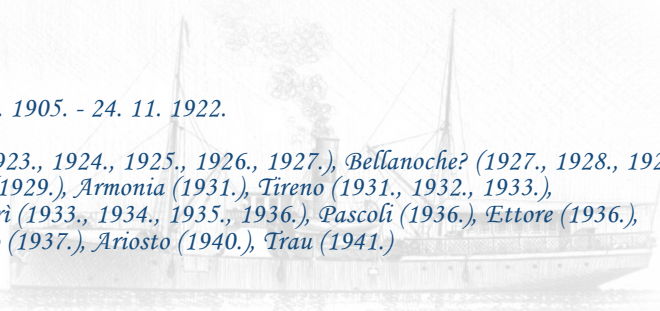 . 1905. - 24. 11. 1922.
923., 1924., 1925., 1926., 1927.), Bellanoche? (1927., 1928., 192
1929.), Armonia (1931.), Tireno (1931., 1932., 1933.),
rì (1933., 1934., 1935., 1936.), Pascoli (1936.), Ettore (1936.),
(1937.), Ariosto (1940.), Trau (1941.)